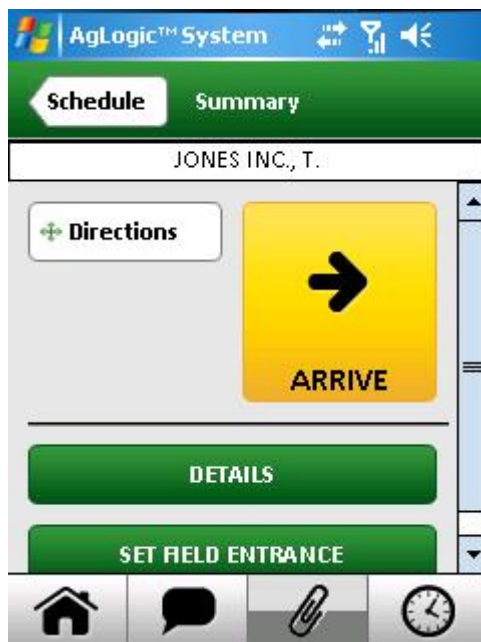 AgLogic™ System
Schedule Summary
JONES INC., T.
Directions
ARRIVE
DETAILS
SET FIELD ENTRANCE